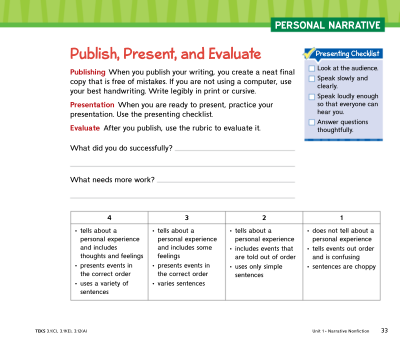 PERSONAL NARRATIVE
Publish, Present, and Evaluate
Publishing When you publish your writing, you create a neat final
copy that is free of mistakes. If you are not using a computer, use
your best handwriting. Write legibly in print or cursive.
Presentation When you are ready to present, practice your
presentation. Use the presenting checklist.
Evaluate After you publish, use the rubric to evaluate it.
What did you do successfully?
What needs more work?
Presenting Checklist
Look at the audience.
Speak slowly and
clearly.
Speak loudly enough
so that everyone can
hear you.
Answer questions
thoughtfully.
4
• tells about a
personal experience
and includes
thoughts and feelings
• presents events in
the correct order
• uses a variety of
sentences
3
• tells about a
personal experience
and includes some
feelings
• presents events in
the correct order
• varies sentences
2
• tells about a
personal experience
• includes events that
are told out of order
• uses only simple
sentences
1
• does not tell about a
personal experience
• tells events out order
and is confusing
• sentences are choppy
Unit 1 • Narrative Nonfiction 33